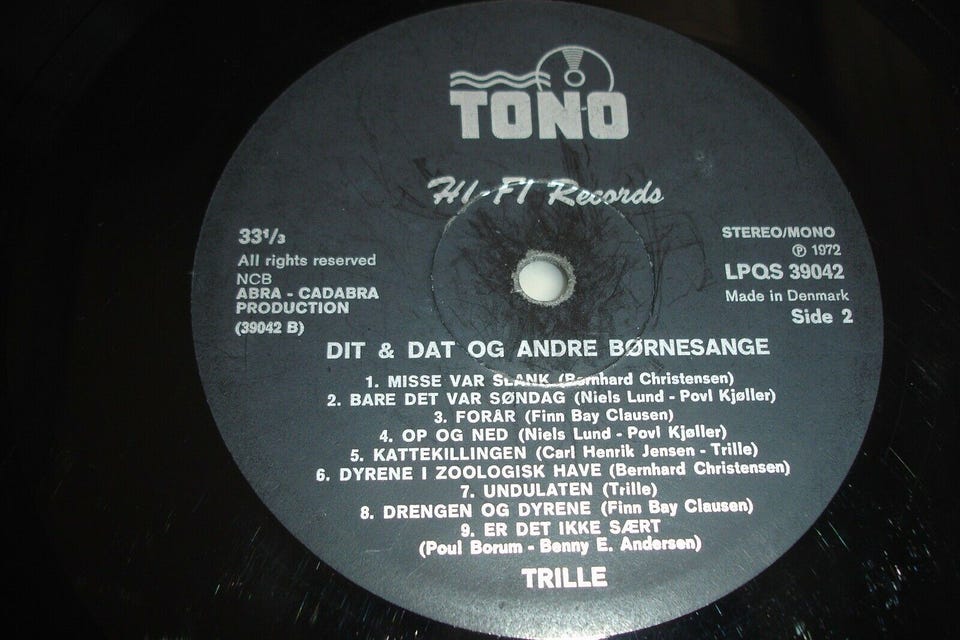 TONO
HI-FI Records
33⅓
All rights reserved
NCB
ABRA - CADABRA
PRODUCTION
(39042 B)
STEREO/MONO
Ⓟ 1972
LPQS 39042
Made in Denmark
Side 2
DIT & DAT OG ANDRE BØRNESANGE
1. MISSE VAR SLANK (Bernhard Christensen)
2. BARE DET VAR SØNDAG (Niels Lund - Povl Kjøller)
3. FORÅR (Finn Bay Clausen)
4. OP OG NED (Niels Lund - Povl Kjøller)
5. KATTEKILLINGEN (Carl Henrik Jensen - Trille)
6. DYRENE I ZOOLOGISK HAVE (Bernhard Christensen)
7. UNDULATEN (Trille)
8. DRENGEN OG DYRENE (Finn Bay Clausen)
9. ER DET IKKE SÆRT
(Poul Borum - Benny E. Andersen)
TRILLE